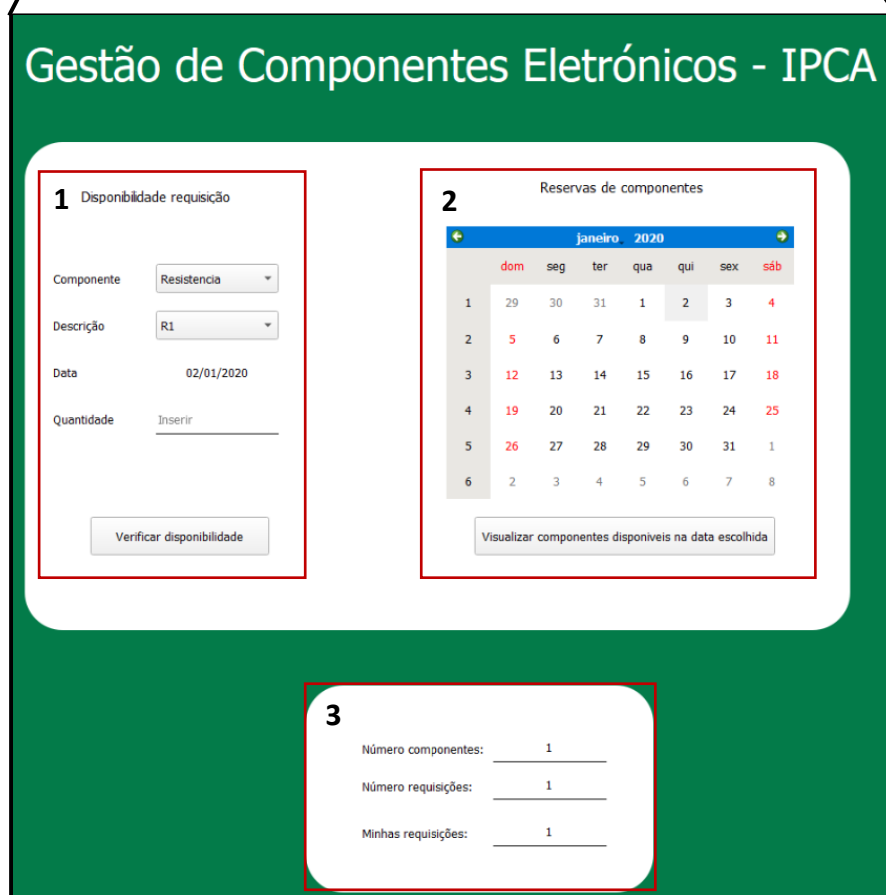 Gestão de Componentes Eletrónicos - IPCA
1 Disponibilidade requisição
Componente Resistencia
Descrição R1
Data 02/01/2020
Quantidade Inserir
Verificar disponibilidade
2 Reservas de componentes
janeiro, 2020
dom seg ter qua qui sex sáb
1 29 30 31 1 2 3 4
2 5 6 7 8 9 10 11
3 12 13 14 15 16 17 18
4 19 20 21 22 23 24 25
5 26 27 28 29 30 31 1
6 2 3 4 5 6 7 8
Visualizar componentes disponiveis na data escolhida
3
Número componentes: 1
Número requisições: 1
Minhas requisições: 1